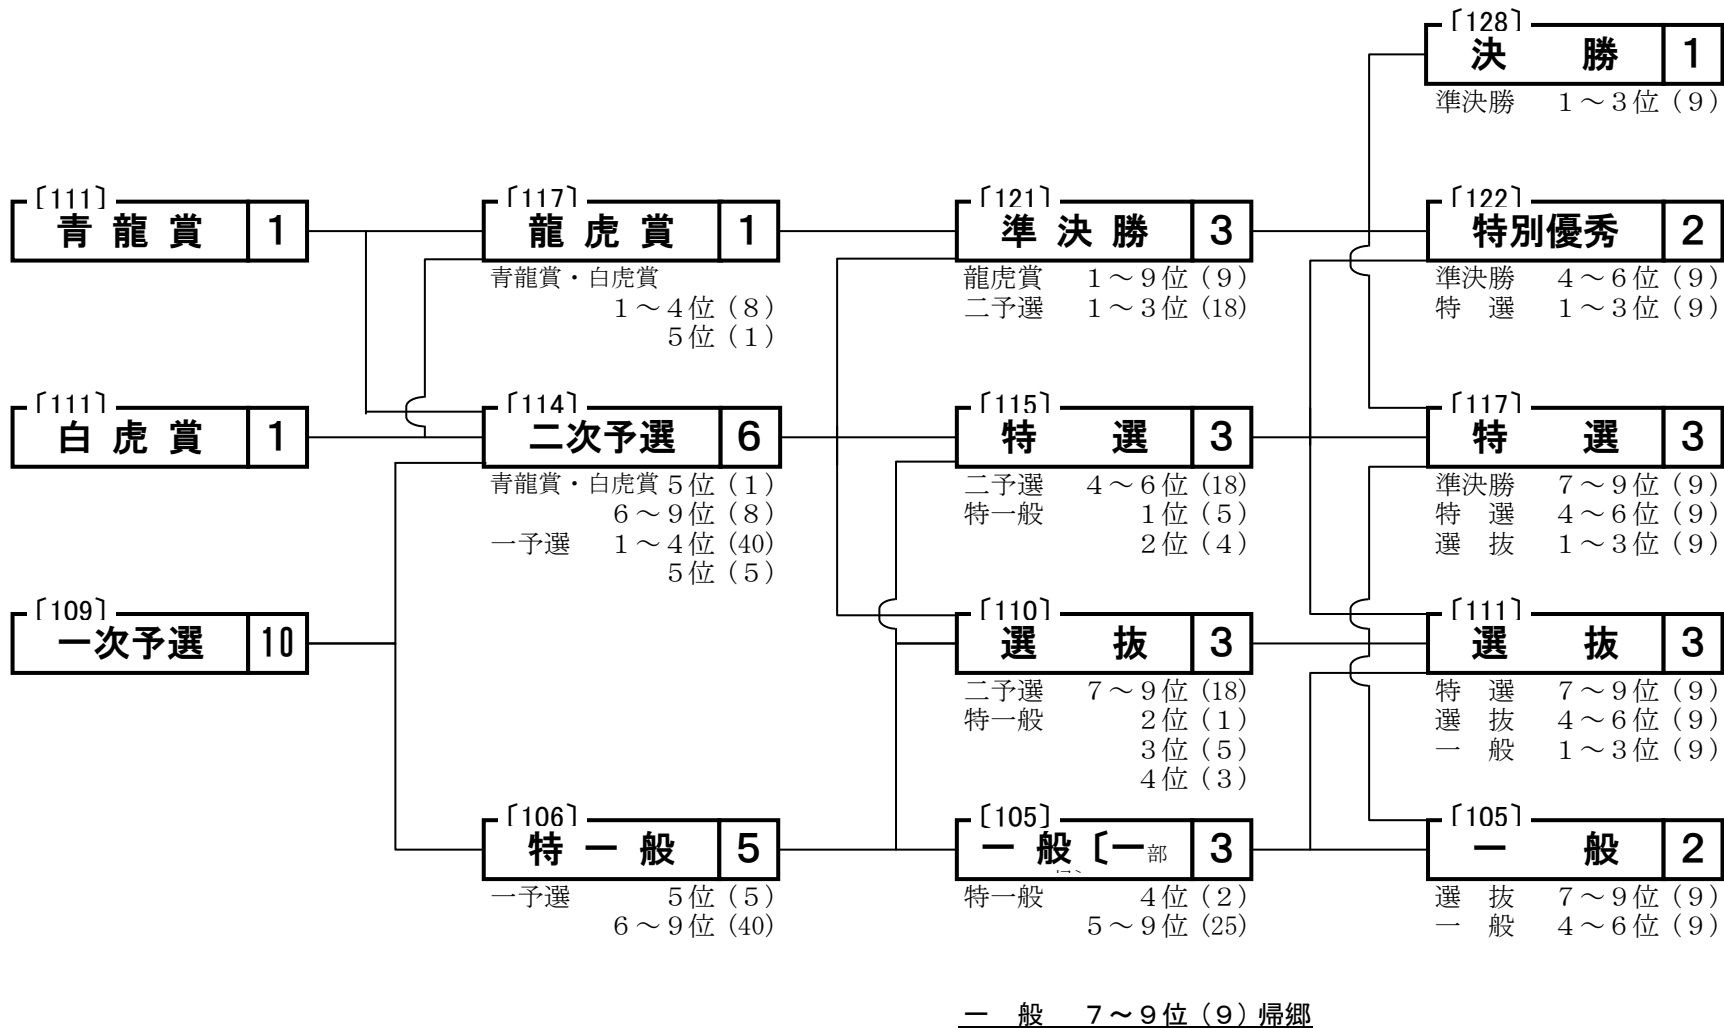 〔111〕
青龍賞 1
〔111〕
白虎賞 1
〔109〕
一次予選 10
〔117〕
龍虎賞 1
青龍賞・白虎賞
1～4位（8）
5位（1）
〔114〕
二次予選 6
青龍賞・白虎賞 5位（1）
6～9位（8）
一予選 1～4位（40）
5位（5）
〔106〕
特一般 5
一予選 5位（5）
6～9位（40）
〔121〕
準決勝 3
龍虎賞 1～9位（9）
二予選 1～3位（18）
〔115〕
特選 3
二予選 4～6位（18）
特一般 1位（5）
2位（4）
〔110〕
選抜 3
二予選 7～9位（18）
特一般 2位（1）
3位（5）
4位（3）
〔105〕
一般〔一部 3
特一般 4位（2）
5～9位（25）
一般 7～9位（9）帰郷
〔128〕
決勝 1
準決勝 1～3位（9）
〔122〕
特別優秀 2
準決勝 4～6位（9）
特選 1～3位（9）
〔117〕
特選 3
準決勝 7～9位（9）
特選 4～6位（9）
選抜 1～3位（9）
〔111〕
選抜 3
特選 7～9位（9）
選抜 4～6位（9）
一般 1～3位（9）
〔105〕
一般 2
選抜 7～9位（9）
一般 4～6位（9）